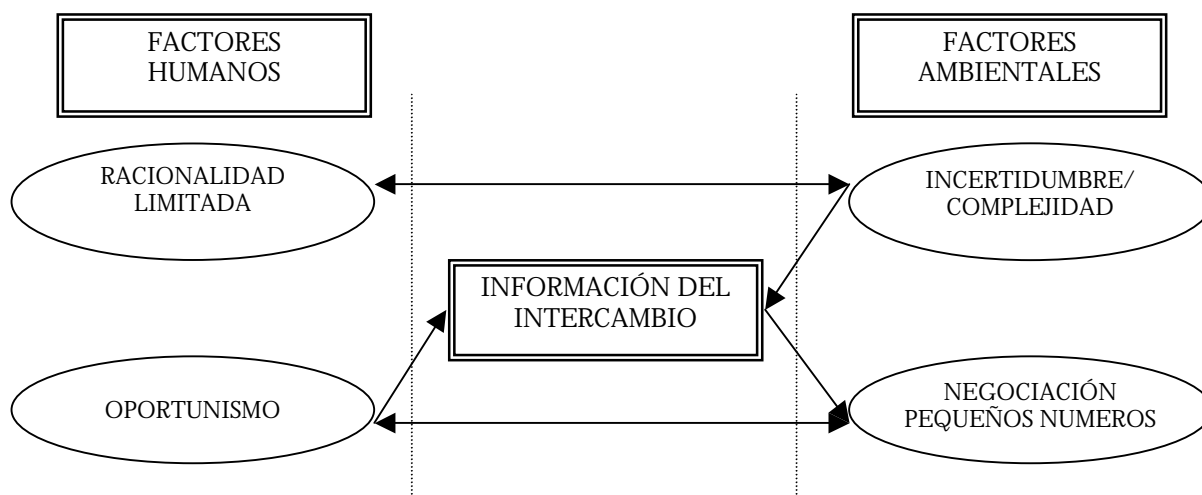 FACTORES
HUMANOS
FACTORES
AMBIENTALES
RACIONALIDAD
LIMITADA
INCERTIDUMBRE/
COMPLEJIDAD
INFORMACIÓN DEL
INTERCAMBIO
OPORTUNISMO
NEGOCIACIÓN
PEQUEÑOS NUMEROS